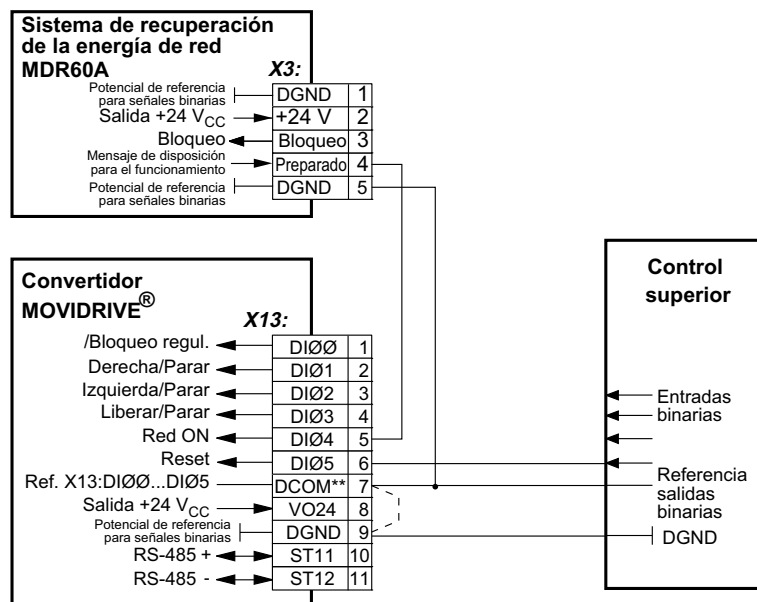 Sistema de recuperación
de la energía de red
MDR60A
X3:
Potencial de referencia
para señales binarias
DGND 1
Salida +24 VCC
+24 V 2
Bloqueo
Bloqueo 3
Mensaje de disposición
para el funcionamiento
Preparado 4
Potencial de referencia
para señales binarias
DGND 5
Convertidor
MOVIDRIVE®
X13:
/Bloqueo regul.
DIØØ 1
Derecha/Parar
DIØ1 2
Izquierda/Parar
DIØ2 3
Liberar/Parar
DIØ3 4
Red ON
DIØ4 5
Reset
DIØ5 6
Ref. X13:DIØØ...DIØ5
DCOM** 7
Salida +24 VCC
VO24 8
Potencial de referencia
para señales binarias
DGND 9
RS-485 +
ST11 10
RS-485 -
ST12 11
Control
superior
Entradas
binarias
Referencia
salidas
binarias
DGND